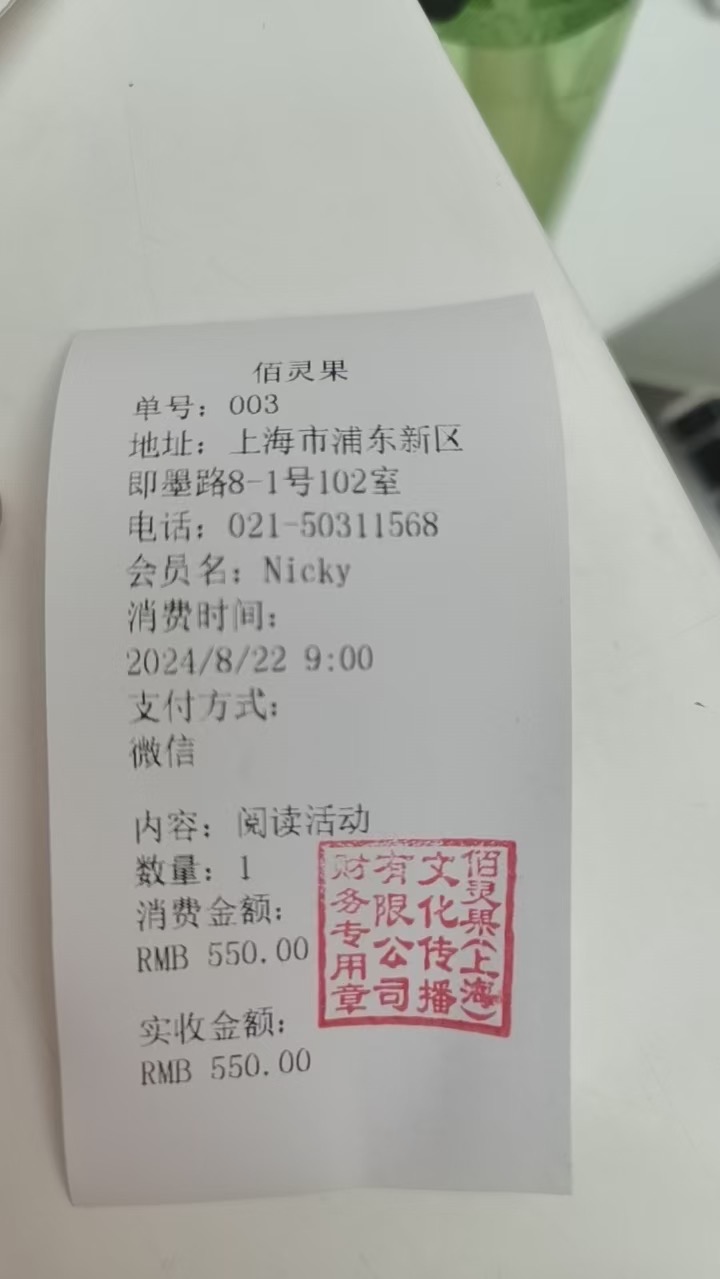 佰灵果
单号：003
地址：上海市浦东新区
即墨路8-1号102室
电话：021-50311568
会员名：Nicky
消费时间：
2024/8/22 9:00
支付方式：
微信
内容：阅读活动
数量：1
消费金额：
RMB 550.00
实收金额：
RMB 550.00
佰灵果(上海)
文化传播
有限公司
财务专用章